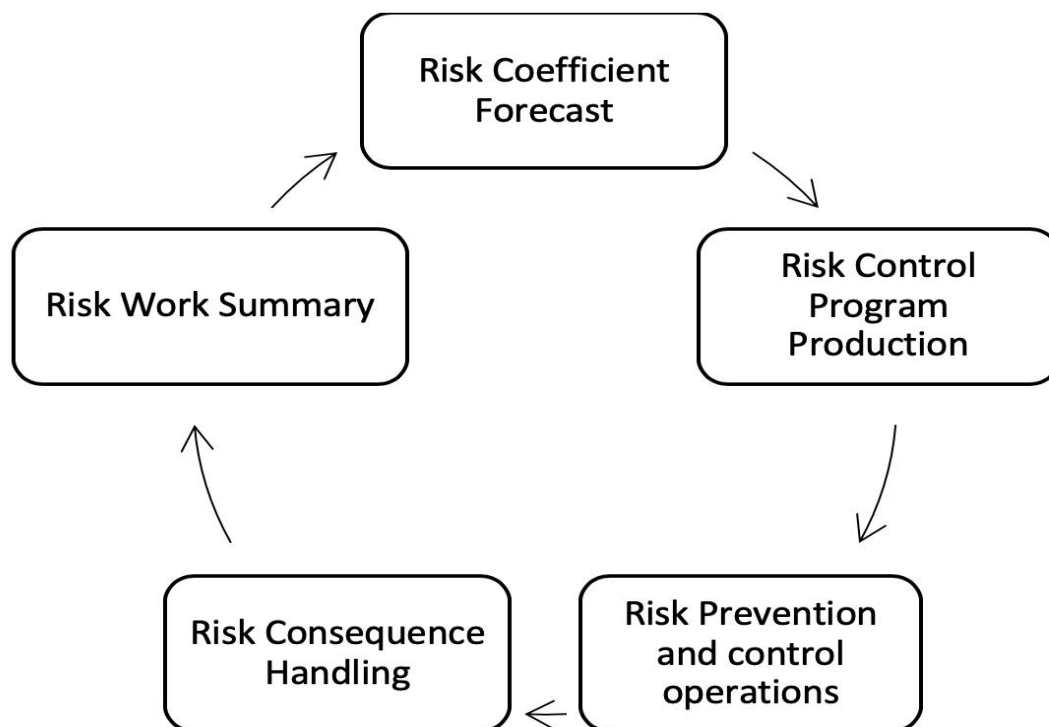 Risk Coefficient
Forecast
Risk Control
Program
Production
Risk Prevention
and control
operations
Risk Consequence
Handling
Risk Work Summary